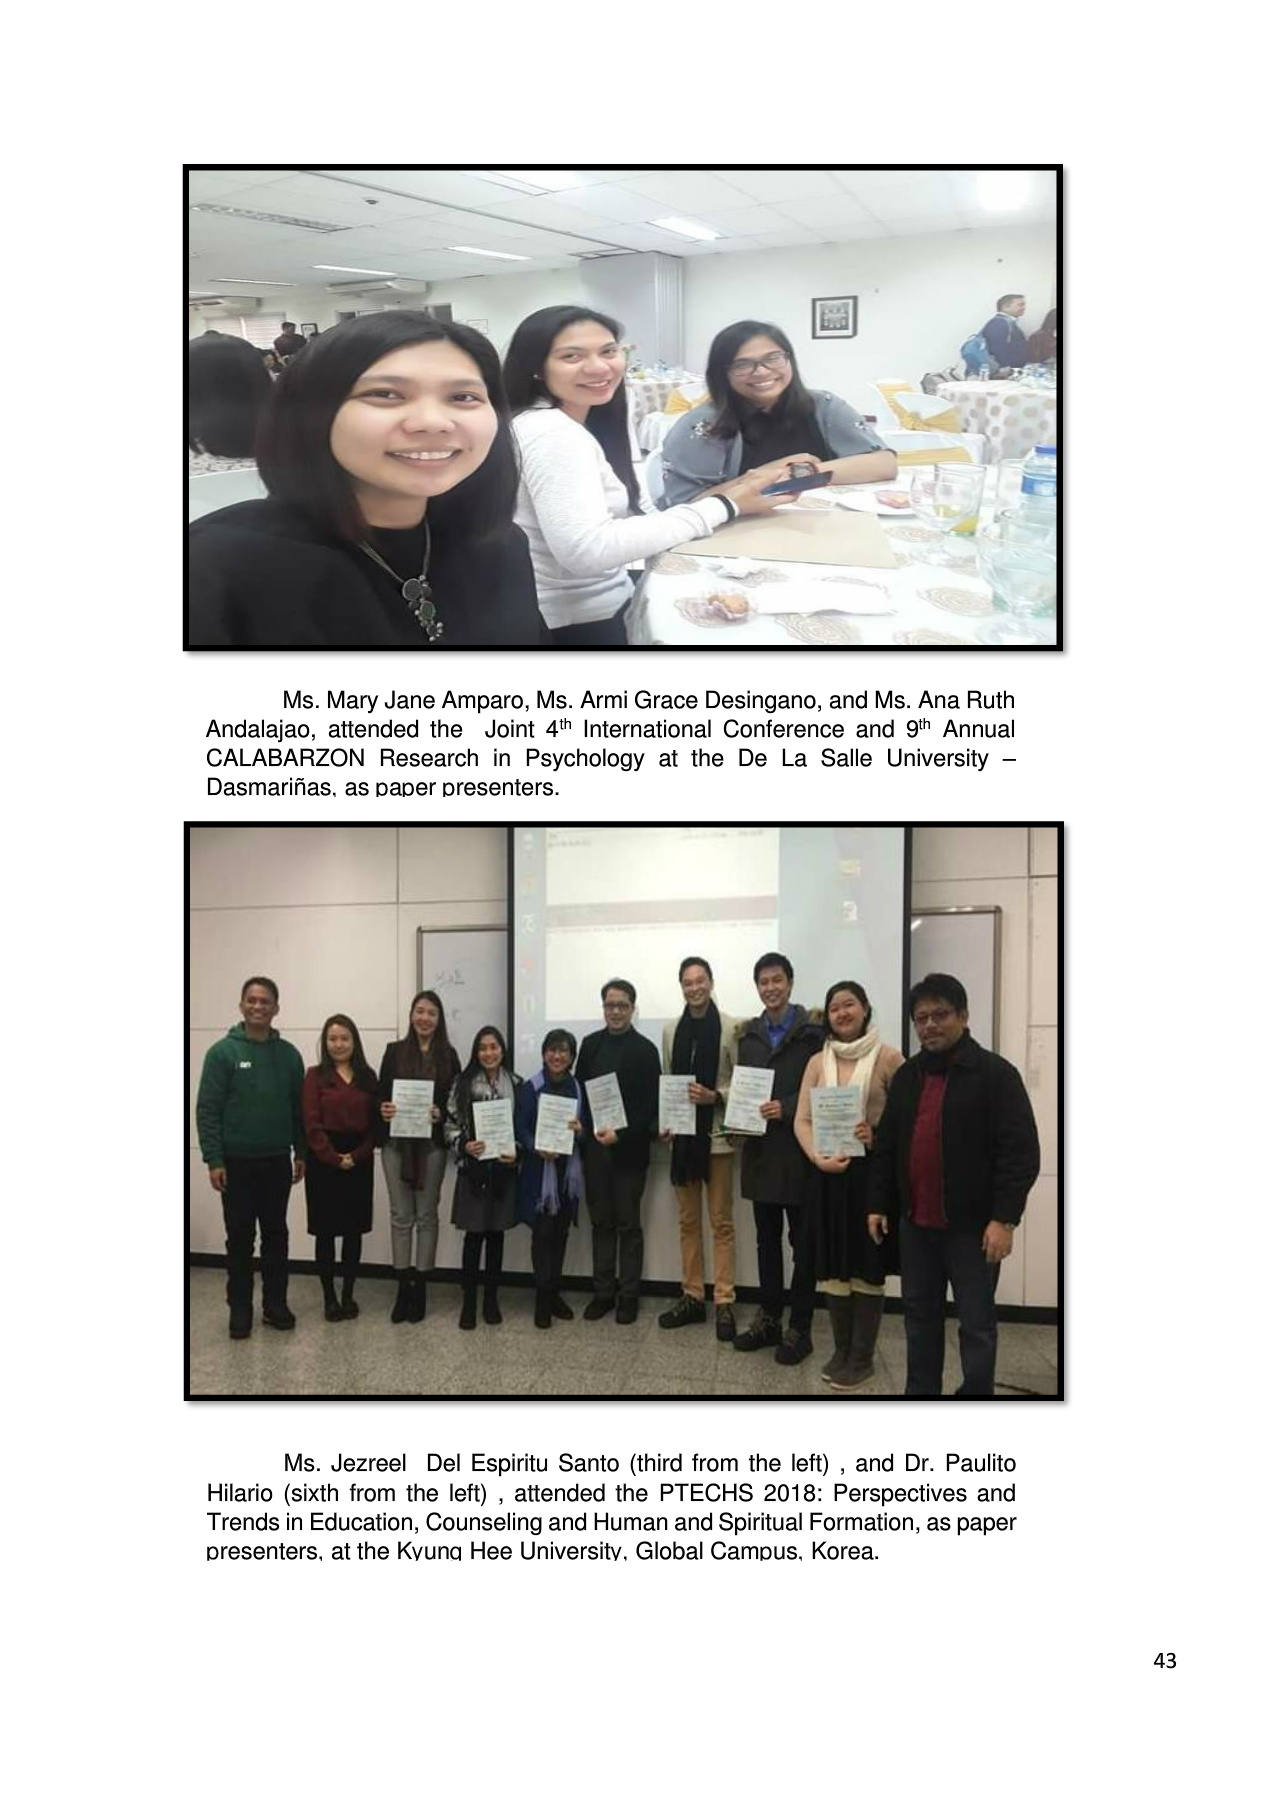 Ms. Mary Jane Amparo, Ms. Armi Grace Desingano, and Ms. Ana Ruth
Andalajao, attended the Joint 4th International Conference and 9th Annual
CALABARZON Research in Psychology at the De La Salle University –
Dasmariñas, as paper presenters.
Ms. Jezreel Del Espiritu Santo (third from the left) , and Dr. Paulito
Hilario (sixth from the left) , attended the PTECHS 2018: Perspectives and
Trends in Education, Counseling and Human and Spiritual Formation, as paper
presenters, at the Kyung Hee University, Global Campus, Korea.
43